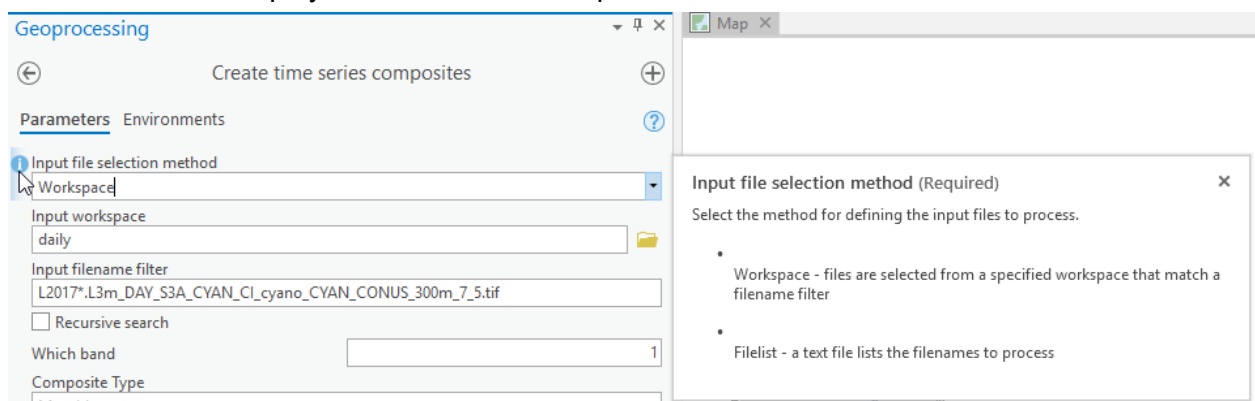 Geoprocessing
Map
Create time series composites
Parameters Environments
Input file selection method
Workspace
Input workspace
daily
Input filename filter
L2017*.L3m_DAY_S3A_CYAN_CI_cyano_CYAN_CONUS_300m_7_5.tif
Recursive search
Which band 1
Composite Type
Input file selection method (Required)
Select the method for defining the input files to process.
•
Workspace - files are selected from a specified workspace that match a
filename filter
•
Filelist - a text file lists the filenames to process